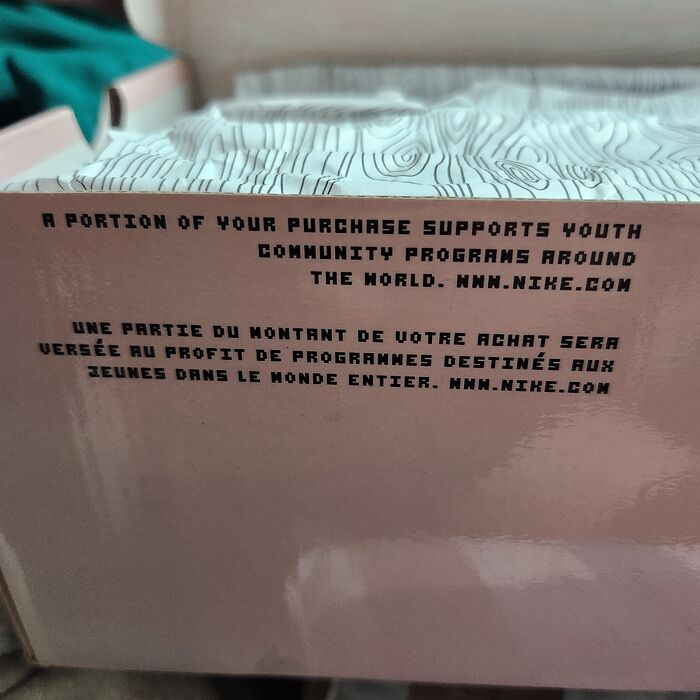 A PORTION OF YOUR PURCHASE SUPPORTS YOUTH
COMMUNITY PROGRAMS AROUND
THE WORLD. WWW.NIKE.COM
UNE PARTIE DU MONTANT DE VOTRE ACHAT SERA
VERSÉE AU PROFIT DE PROGRAMMES DESTINÉS AUX
JEUNES DANS LE MONDE ENTIER. WWW.NIKE.COM